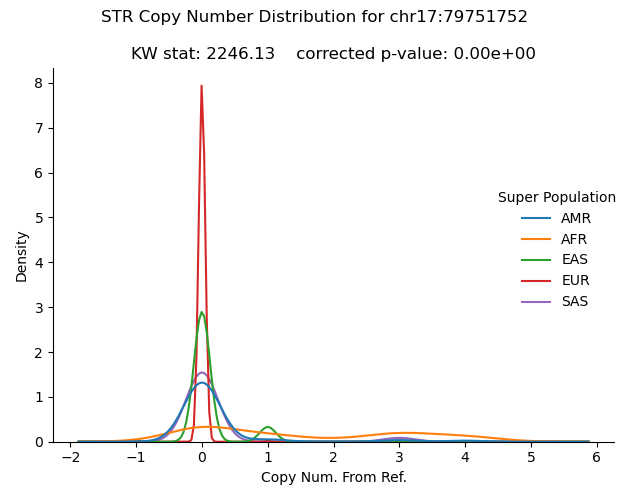 STR Copy Number Distribution for chr17:79751752
KW stat: 2246.13    corrected p-value: 0.00e+00
8
7
6
5
4
3
2
1
0
Density
−2 −1 0 1 2 3 4 5 6
Copy Num. From Ref.
Super Population
AMR
AFR
EAS
EUR
SAS